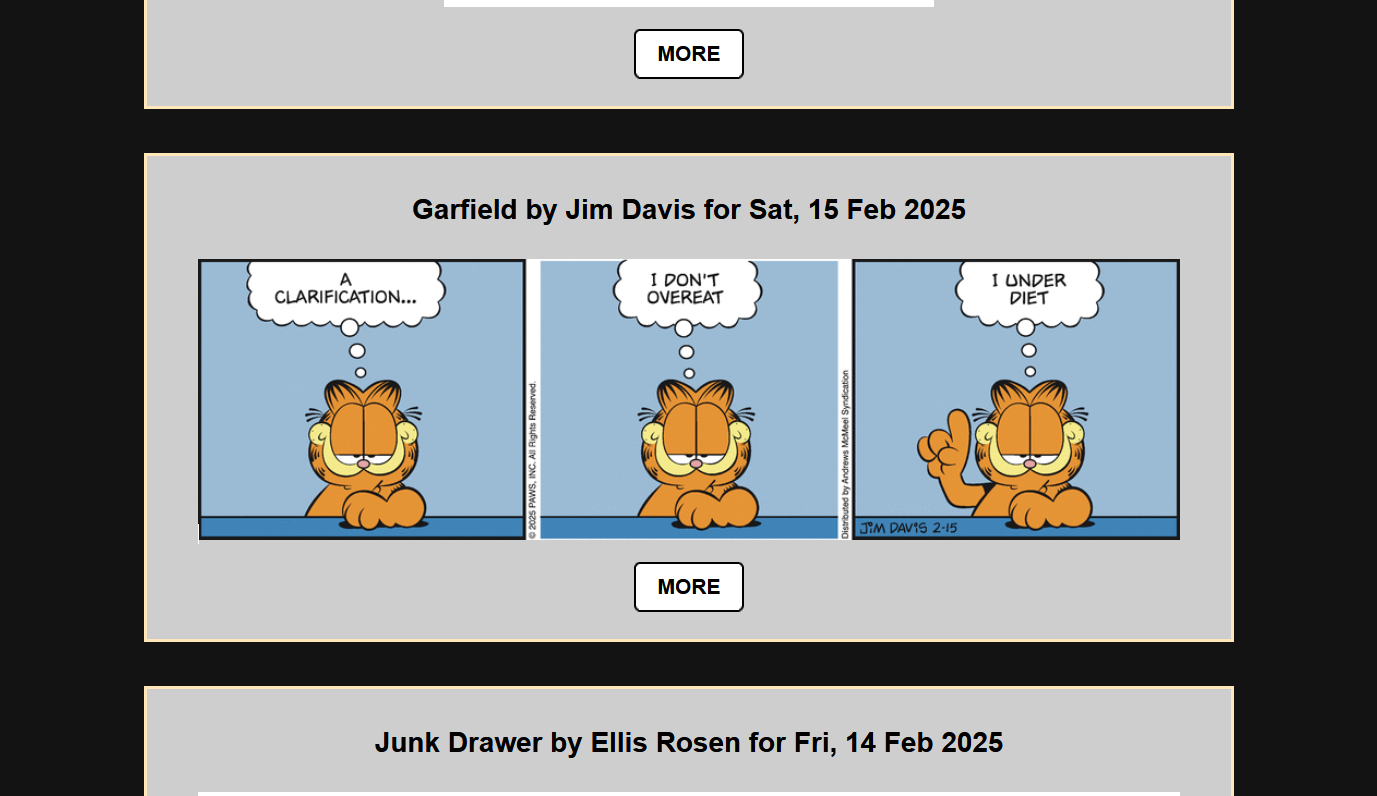 MORE
Garfield by Jim Davis for Sat, 15 Feb 2025
A
CLARIFICATION...
© 2025 PAWS, INC. All Rights Reserved.
I DON'T
OVEREAT
Distributed by Andrews McMeel Syndication
I UNDER
DIET
JIM DAVIS 2-15
MORE
Junk Drawer by Ellis Rosen for Fri, 14 Feb 2025